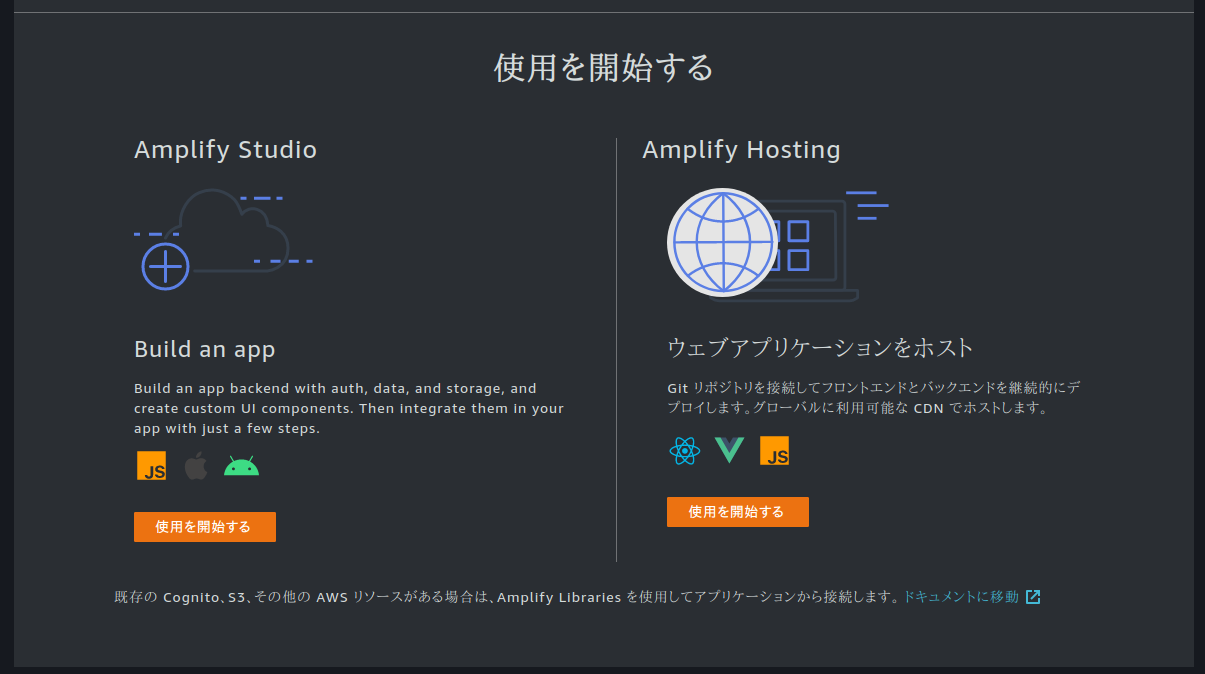 使用を開始する
Amplify Studio
Build an app
Build an app backend with auth, data, and storage, and
create custom UI components. Then integrate them in your
app with just a few steps.
JS
使用を開始する
Amplify Hosting
ウェブアプリケーションをホスト
Git リポジトリを接続してフロントエンドとバックエンドを継続的にデ
プロイします。グローバルに利用可能な CDN でホストします。
JS
使用を開始する
既存の Cognito、S3、その他の AWS リソースがある場合は、Amplify Libraries を使用してアプリケーションから接続します。ドキュメントに移動